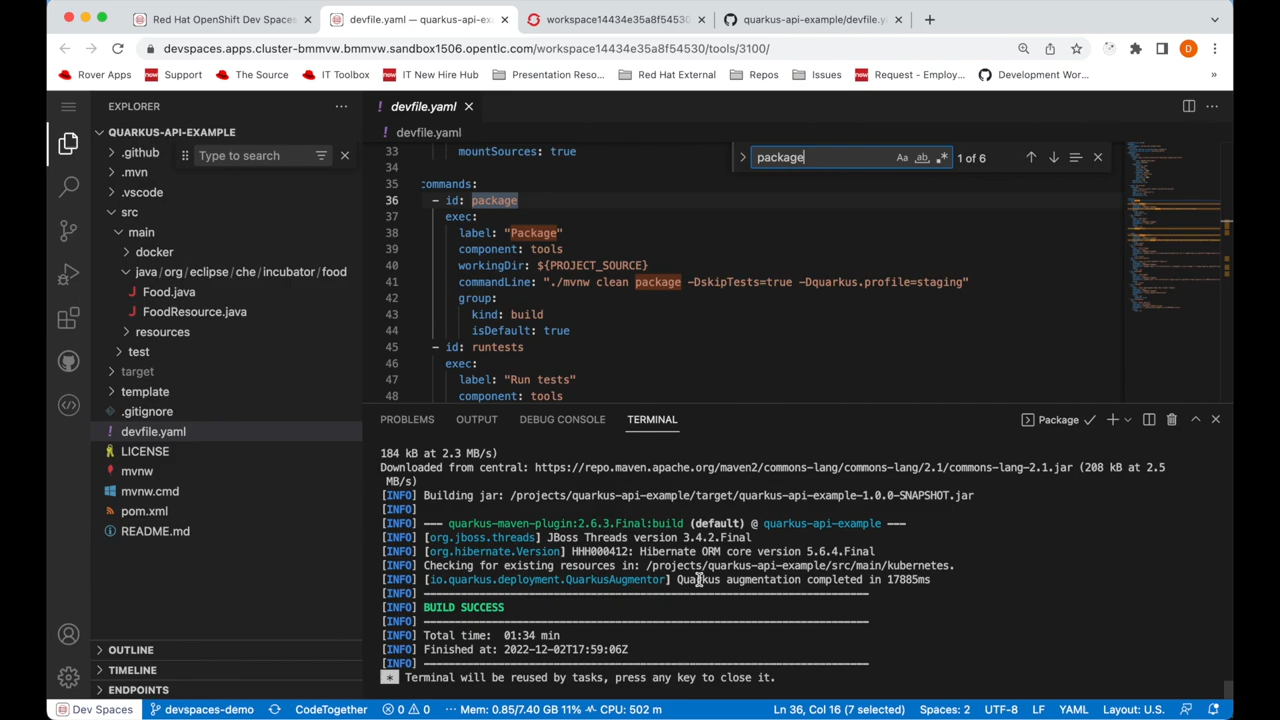 Red Hat OpenShift Dev Spaces
devfile.yaml — quarkus-api-exa
workspace14434e35a8f54530
quarkus-api-example/devfile.y
devspaces.apps.cluster-bmmvw.bmmvw.sandbox1506.opentlc.com/workspace14434e35a8f54530/tools/3100/
D
Rover Apps
now Support
The Source
IT Toolbox
now IT New Hire Hub
Presentation Reso...
Red Hat External
Repos
Issues
now Request - Employ...
Development Wor...
»
EXPLORER
QUARKUS-API-EXAMPLE
.github
Type to search
.mvn
.vscode
src
main
docker
java/org/eclipse/che/incubator/food
Food.java
FoodResource.java
resources
test
target
template
.gitignore
! devfile.yaml
LICENSE
mvnw
mvnw.cmd
pom.xml
README.md
OUTLINE
TIMELINE
ENDPOINTS
! devfile.yaml
! devfile.yaml
package
Aa
ab
1 of 6
33 mountSources: true
34
35 commands:
36 - id: package
37 exec:
38 label: "Package"
39 component: tools
40 workingDir: ${PROJECT_SOURCE}
41 commandLine: "./mvnw clean package -DskipTests=true -Dquarkus.profile=staging"
42 group:
43 kind: build
44 isDefault: true
45 - id: runtests
46 exec:
47 label: "Run tests"
48 component: tools
PROBLEMS OUTPUT DEBUG CONSOLE TERMINAL
Package
184 kB at 2.3 MB/s)
Downloaded from central: https://repo.maven.apache.org/maven2/commons-lang/commons-lang/2.1/commons-lang-2.1.jar (208 kB at 2.5
MB/s)
[INFO] Building jar: /projects/quarkus-api-example/target/quarkus-api-example-1.0.0-SNAPSHOT.jar
[INFO]
[INFO] --- quarkus-maven-plugin:2.6.3.Final:build (default) @ quarkus-api-example ---
[INFO] [org.jboss.threads] JBoss Threads version 3.4.2.Final
[INFO] [org.hibernate.Version] HHH000412: Hibernate ORM core version 5.6.4.Final
[INFO] Checking for existing resources in: /projects/quarkus-api-example/src/main/kubernetes.
[INFO] [io.quarkus.deployment.QuarkusAugmentor] Quarkus augmentation completed in 17885ms
[INFO] ------------------------------------------------------------------------
[INFO] BUILD SUCCESS
[INFO] ------------------------------------------------------------------------
[INFO] Total time: 01:34 min
[INFO] Finished at: 2022-12-02T17:59:06Z
[INFO] ------------------------------------------------------------------------
* Terminal will be reused by tasks, press any key to close it.
Dev Spaces
devspaces-demo
CodeTogether
0 0
Mem: 0.85/7.40 GB 11% CPU: 502 m
Ln 36, Col 16 (7 selected)
Spaces: 2
UTF-8
LF
YAML
Layout: U.S.